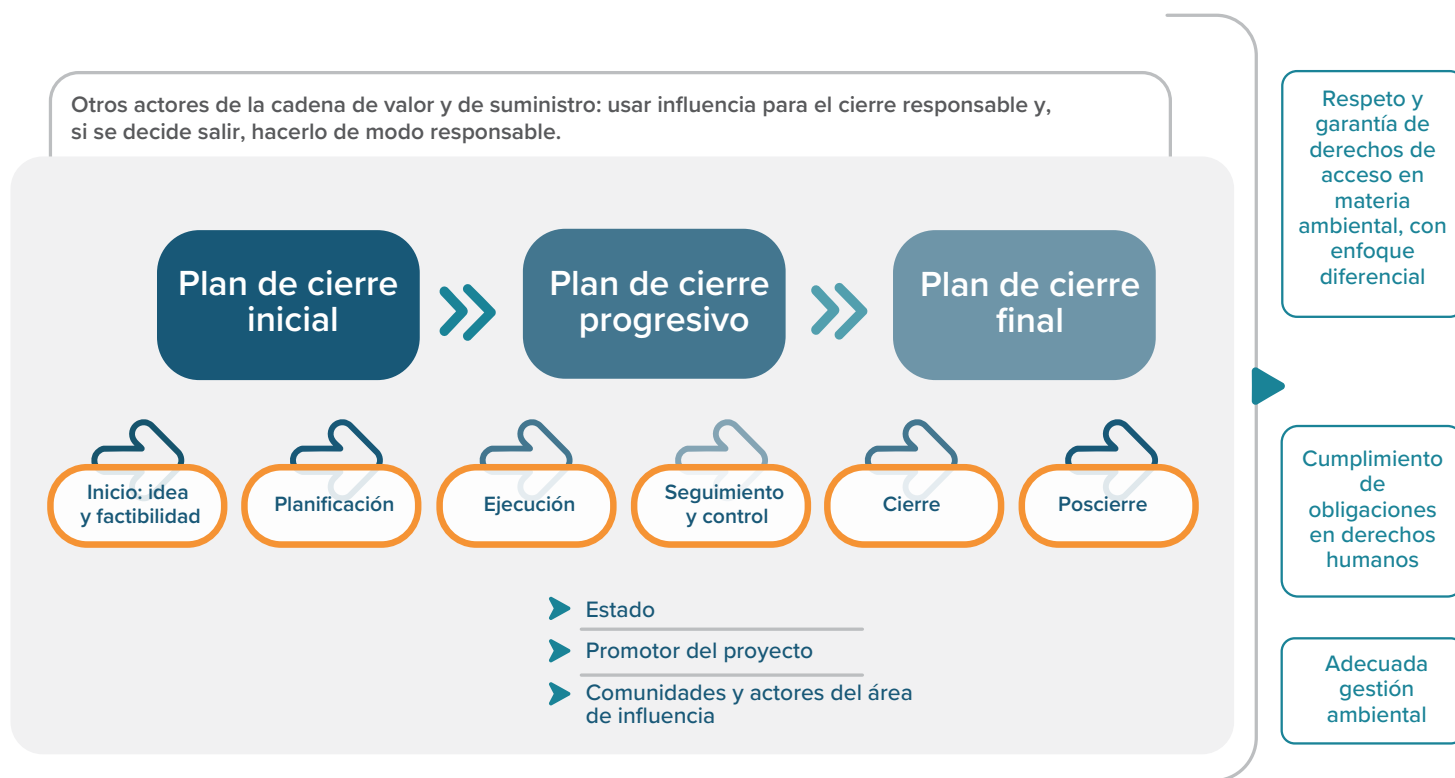 Otros actores de la cadena de valor y de suministro: usar influencia para el cierre responsable y,
si se decide salir, hacerlo de modo responsable.
Plan de cierre
inicial
Plan de cierre
progresivo
Plan de cierre
final
Inicio: idea
y factibilidad
Planificación
Ejecución
Seguimiento
y control
Cierre
Poscierre
Estado
Promotor del proyecto
Comunidades y actores del área
de influencia
Respeto y
garantía de
derechos de
acceso en
materia
ambiental, con
enfoque
diferencial
Cumplimiento
de
obligaciones
en derechos
humanos
Adecuada
gestión
ambiental